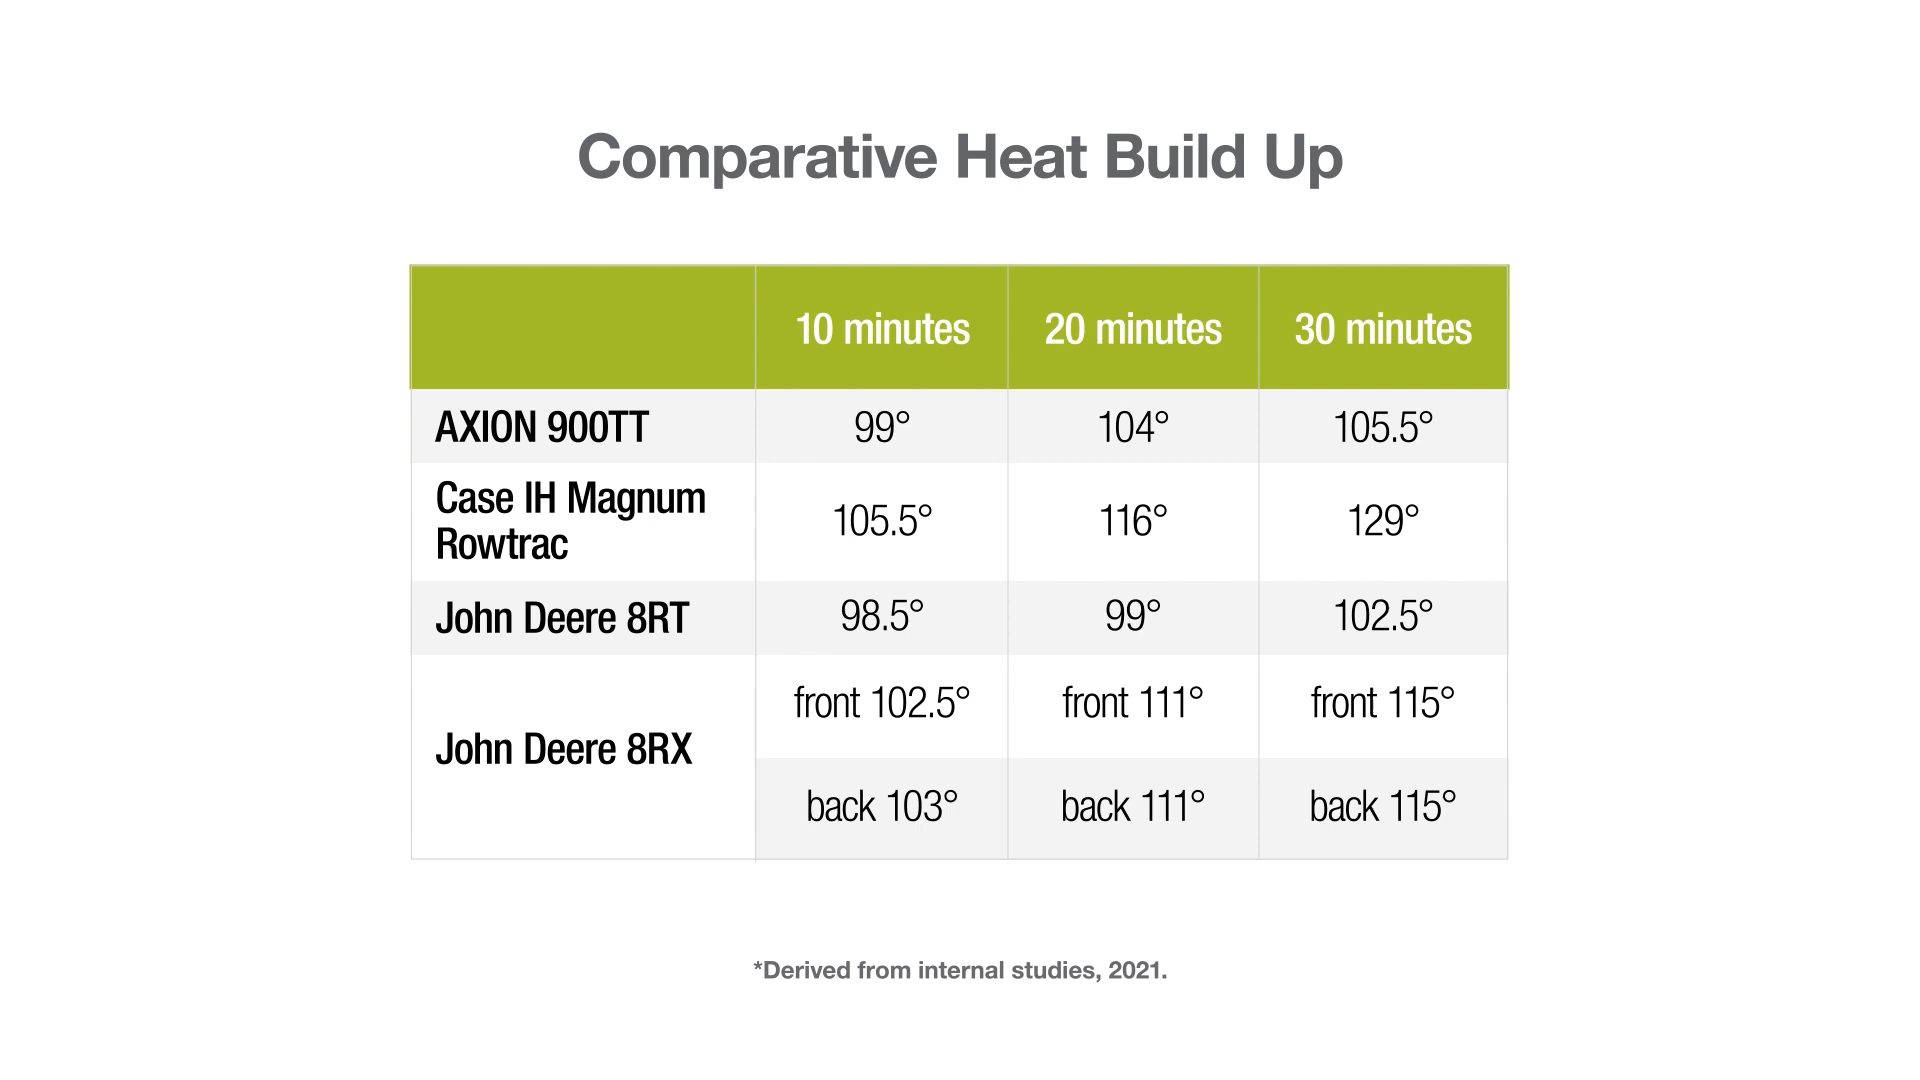 Comparative Heat Build Up
10 minutes 20 minutes 30 minutes
AXION 900TT 99° 104° 105.5°
Case IH Magnum
Rowtrac 105.5° 116° 129°
John Deere 8RT 98.5° 99° 102.5°
John Deere 8RX
front 102.5° front 111° front 115°
back 103° back 111° back 115°
*Derived from internal studies, 2021.